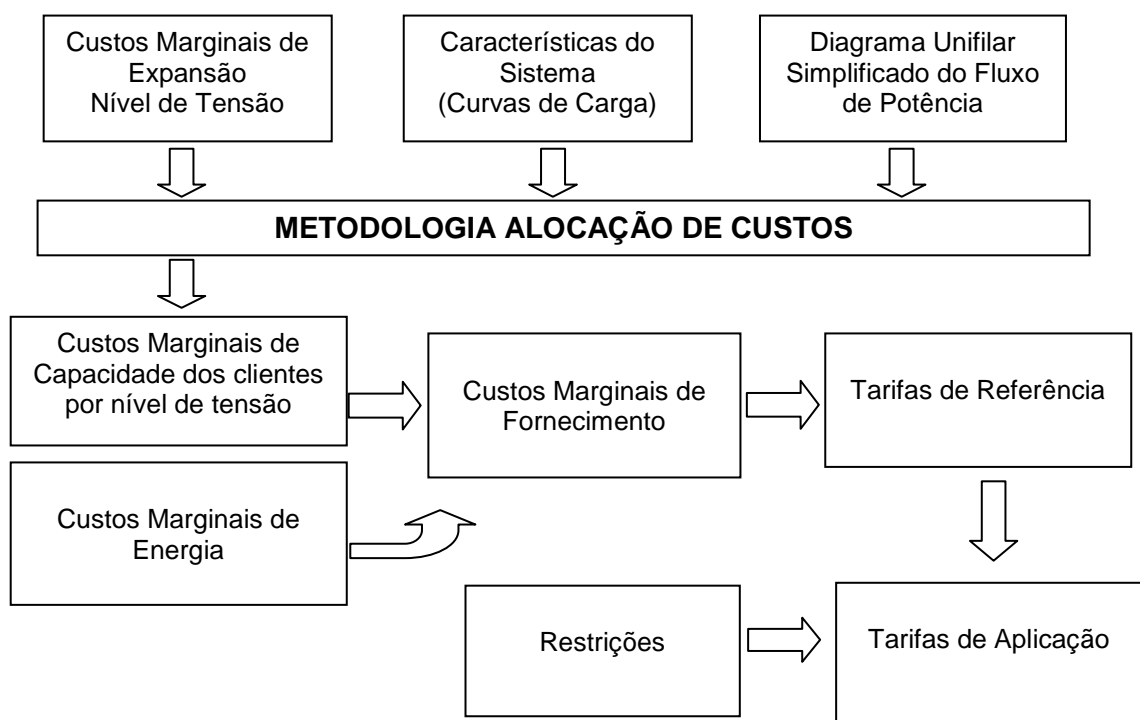 Custos Marginais de
Expansão
Nível de Tensão
Características do
Sistema
(Curvas de Carga)
Diagrama Unifilar
Simplificado do Fluxo
de Potência
METODOLOGIA ALOCAÇÃO DE CUSTOS
Custos Marginais de
Capacidade dos clientes
por nível de tensão
Custos Marginais de
Fornecimento
Tarifas de Referência
Custos Marginais de
Energia
Restrições
Tarifas de Aplicação